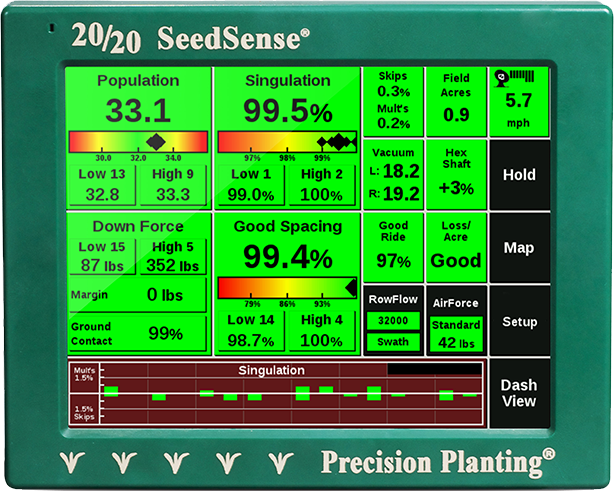 20/20 SeedSense®
Population
33.1
30.0 32.0 34.0
Low 13 High 9
32.8 33.3
Singulation
99.5%
97% 98% 99%
Low 1 High 2
99.0% 100%
Skips
0.3%
Mult's
0.2%
Field
Acres
0.9
5.7
mph
Vacuum
L: 18.2
R: 19.2
Hex
Shaft
+3%
Hold
Down Force
Low 15 High 5
87 lbs 352 lbs
Margin 0 lbs
Ground
Contact 99%
Good Spacing
99.4%
79% 86% 93%
Low 14 High 4
98.7% 100%
Good
Ride
97%
Loss/
Acre
Good
Map
RowFlow
32000
Swath
AirForce
Standard
42 lbs
Setup
Singulation
Mult's
1.5%
1.5%
Skips
Dash
View
Precision Planting®